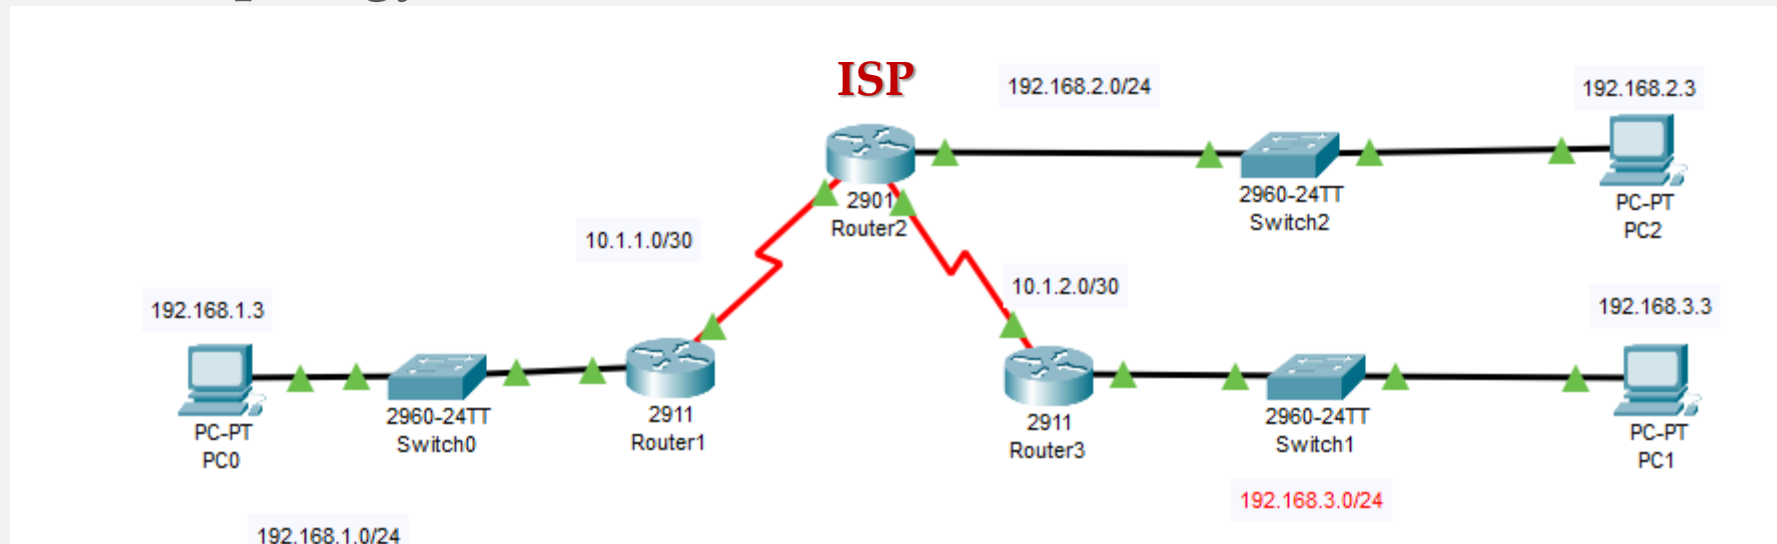 ISP
192.168.2.0/24
192.168.2.3
2901
Router2
2960-24TT
Switch2
PC-PT
PC2
10.1.1.0/30
10.1.2.0/30
192.168.1.3
192.168.3.3
PC-PT
PC0
2960-24TT
Switch0
2911
Router1
2911
Router3
2960-24TT
Switch1
PC-PT
PC1
192.168.3.0/24
192.168.1.0/24